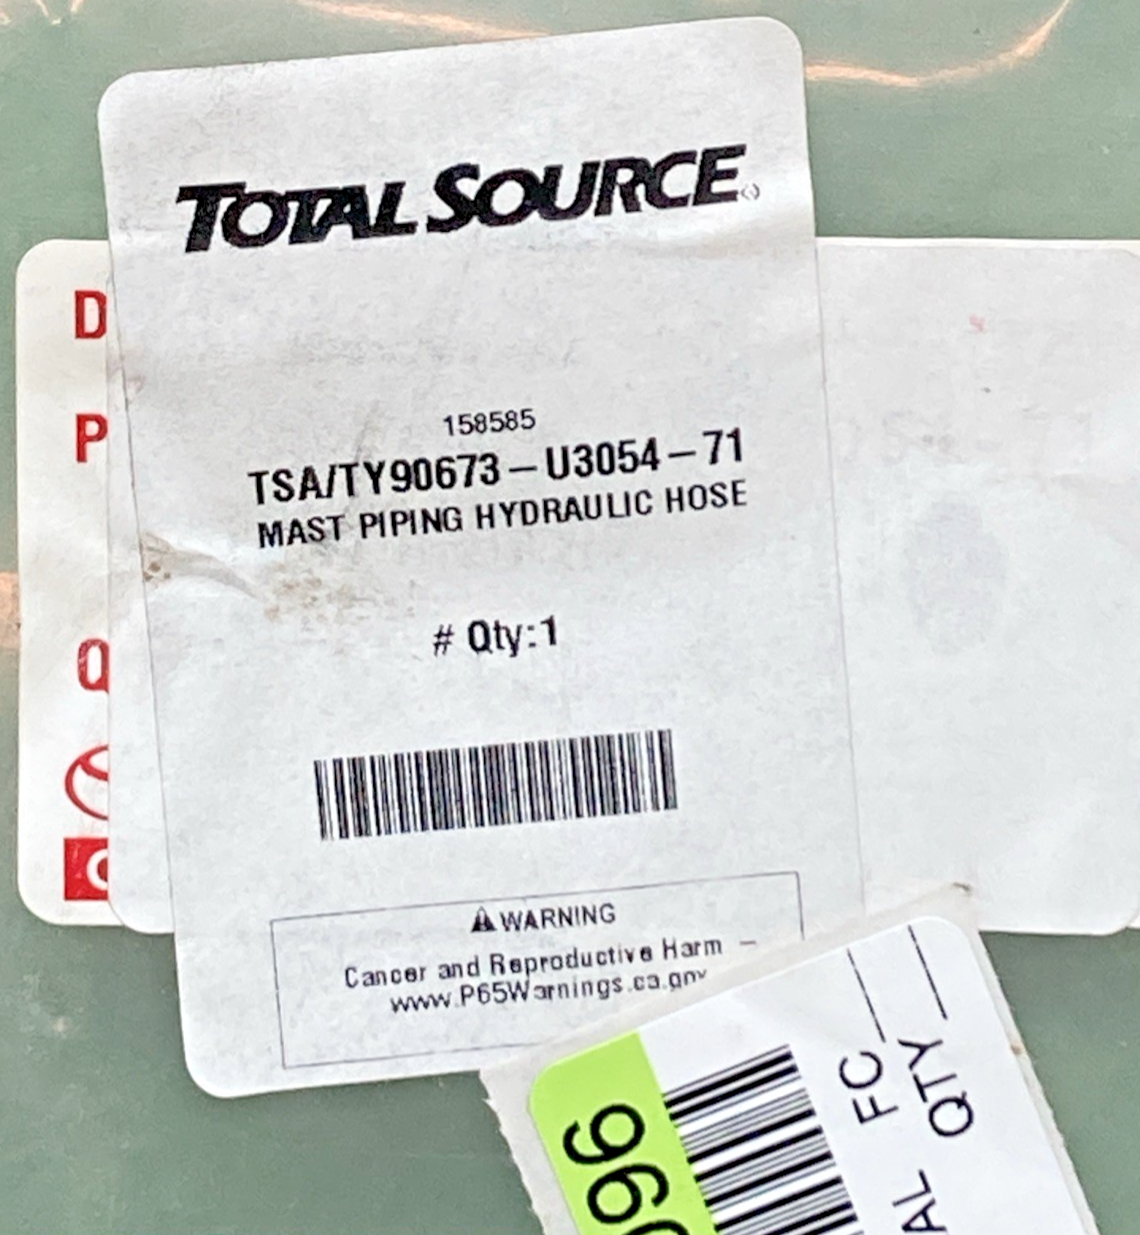 TOTAL SOURCE
D
P
158585
TSA/TY90673-U3054-71
MAST PIPING HYDRAULIC HOSE
Q
# Qty:1
WARNING
Cancer and Reproductive Harm -
www.P65Warnings.ca.gov
FC
QTY